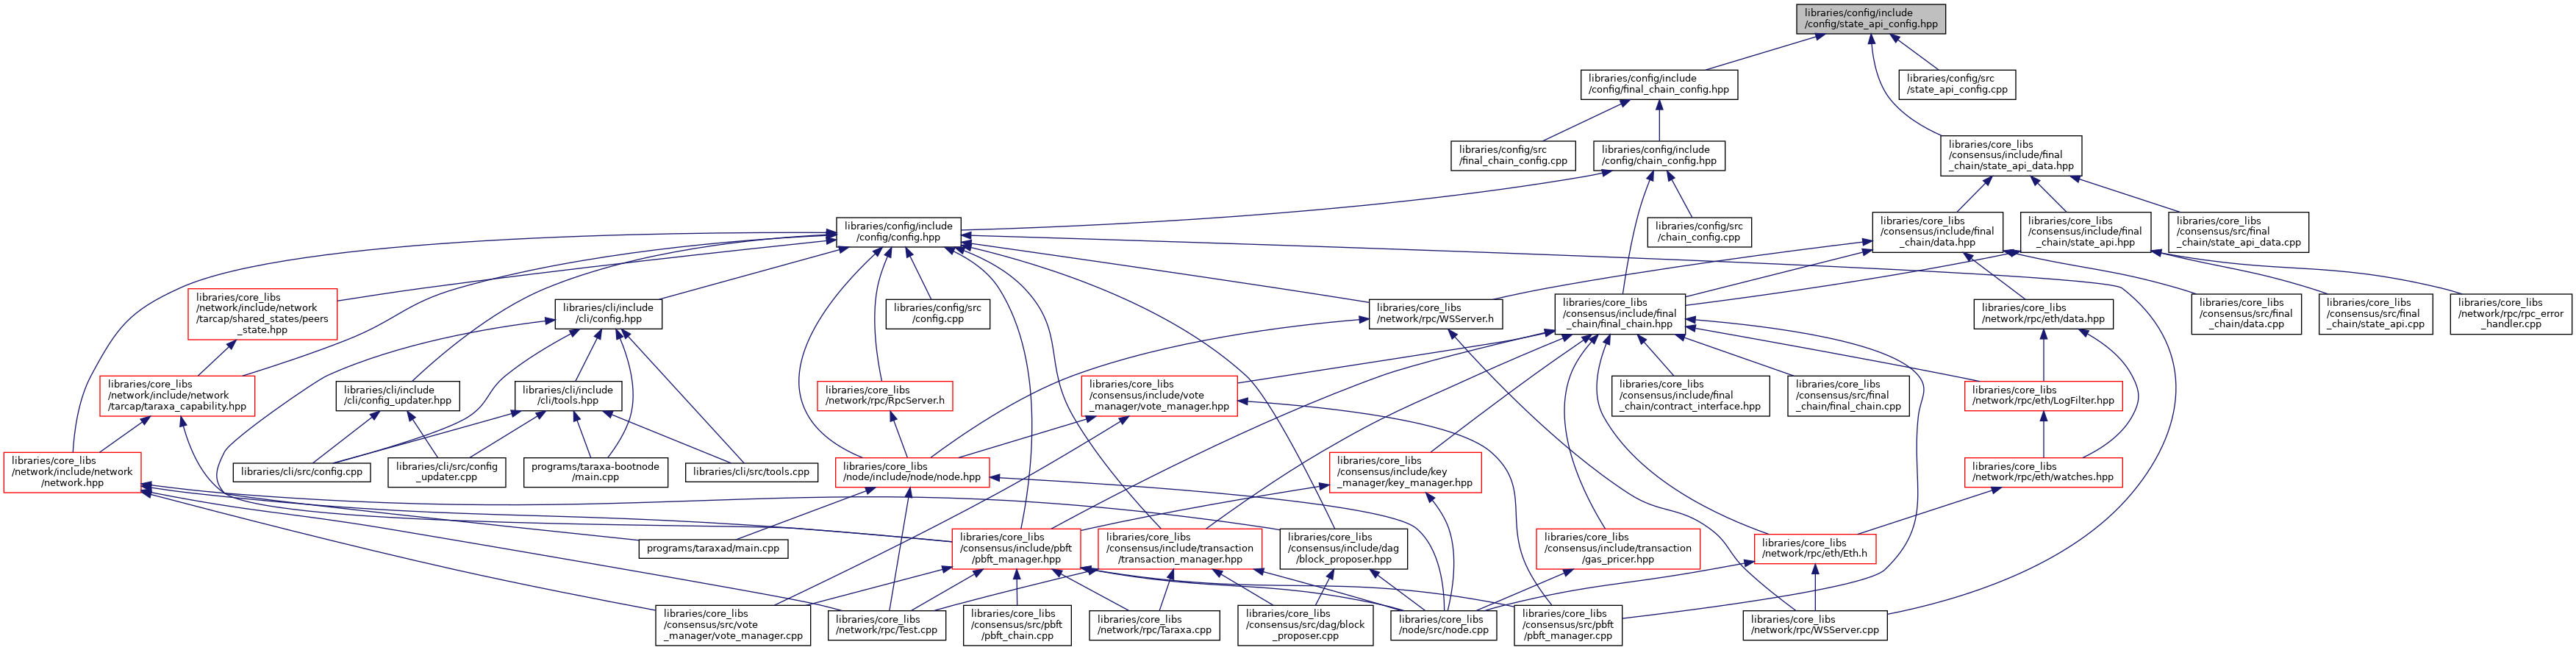 libraries/config/include
/config/state_api_config.hpp
libraries/config/include
/config/final_chain_config.hpp
libraries/config/src
/state_api_config.cpp
libraries/config/src
/final_chain_config.cpp
libraries/config/include
/config/chain_config.hpp
libraries/core_libs
/consensus/include/final
_chain/state_api_data.hpp
libraries/config/include
/config/config.hpp
libraries/config/src
/chain_config.cpp
libraries/core_libs
/consensus/include/final
_chain/data.hpp
libraries/core_libs
/consensus/include/final
_chain/state_api.hpp
libraries/core_libs
/consensus/src/final
_chain/state_api_data.cpp
libraries/core_libs
/network/include/network
/tarcap/shared_states/peers
_state.hpp
libraries/cli/include
/cli/config.hpp
libraries/config/src
/config.cpp
libraries/core_libs
/network/rpc/WSServer.h
libraries/core_libs
/consensus/include/final
_chain/final_chain.hpp
libraries/core_libs
/network/rpc/eth/data.hpp
libraries/core_libs
/consensus/src/final
_chain/data.cpp
libraries/core_libs
/consensus/src/final
_chain/state_api.cpp
libraries/core_libs
/network/rpc/rpc_error
_handler.cpp
libraries/core_libs
/network/include/network
/tarcap/taraxa_capability.hpp
libraries/cli/include
/cli/config_updater.hpp
libraries/cli/include
/cli/tools.hpp
libraries/core_libs
/network/rpc/RpcServer.h
libraries/core_libs
/consensus/include/vote
_manager/vote_manager.hpp
libraries/core_libs
/consensus/include/final
_chain/contract_interface.hpp
libraries/core_libs
/consensus/src/final
_chain/final_chain.cpp
libraries/core_libs
/network/rpc/eth/LogFilter.hpp
libraries/core_libs
/network/include/network
/network.hpp
libraries/cli/src/config.cpp
libraries/cli/src/config
_updater.cpp
programs/taraxa-bootnode
/main.cpp
libraries/cli/src/tools.cpp
libraries/core_libs
/node/include/node/node.hpp
libraries/core_libs
/consensus/include/key
_manager/key_manager.hpp
libraries/core_libs
/network/rpc/eth/watches.hpp
programs/taraxad/main.cpp
libraries/core_libs
/consensus/include/pbft
/pbft_manager.hpp
libraries/core_libs
/consensus/include/transaction
/transaction_manager.hpp
libraries/core_libs
/consensus/include/dag
/block_proposer.hpp
libraries/core_libs
/consensus/include/transaction
/gas_pricer.hpp
libraries/core_libs
/network/rpc/eth/Eth.h
libraries/core_libs
/consensus/src/vote
_manager/vote_manager.cpp
libraries/core_libs
/network/rpc/Test.cpp
libraries/core_libs
/consensus/src/pbft
/pbft_chain.cpp
libraries/core_libs
/network/rpc/Taraxa.cpp
libraries/core_libs
/consensus/src/dag/block
_proposer.cpp
libraries/core_libs
/node/src/node.cpp
libraries/core_libs
/consensus/src/pbft
/pbft_manager.cpp
libraries/core_libs
/network/rpc/WSServer.cpp